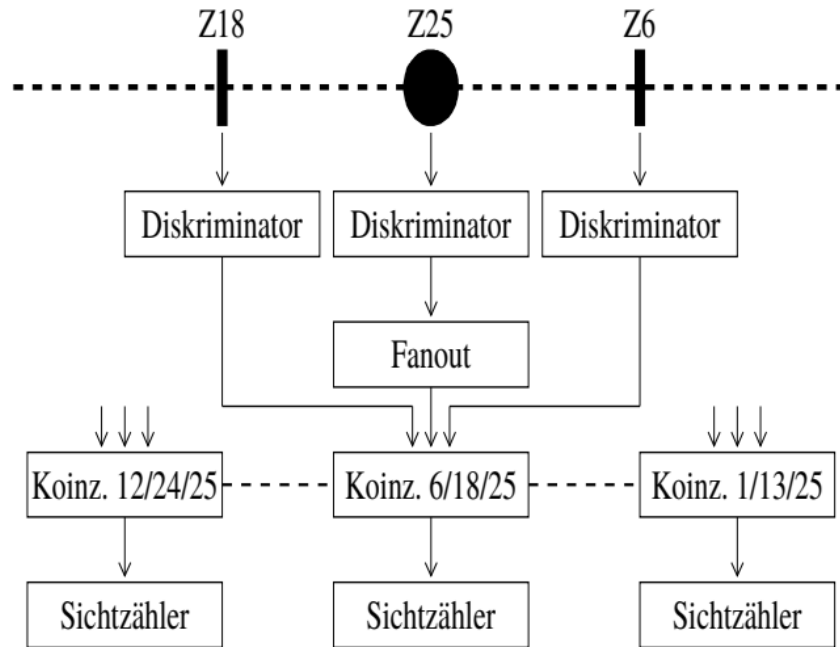 Z18 Z25 Z6
Diskriminator Diskriminator Diskriminator
Fanout
Koinz. 12/24/25 Koinz. 6/18/25 Koinz. 1/13/25
Sichtzähler Sichtzähler Sichtzähler